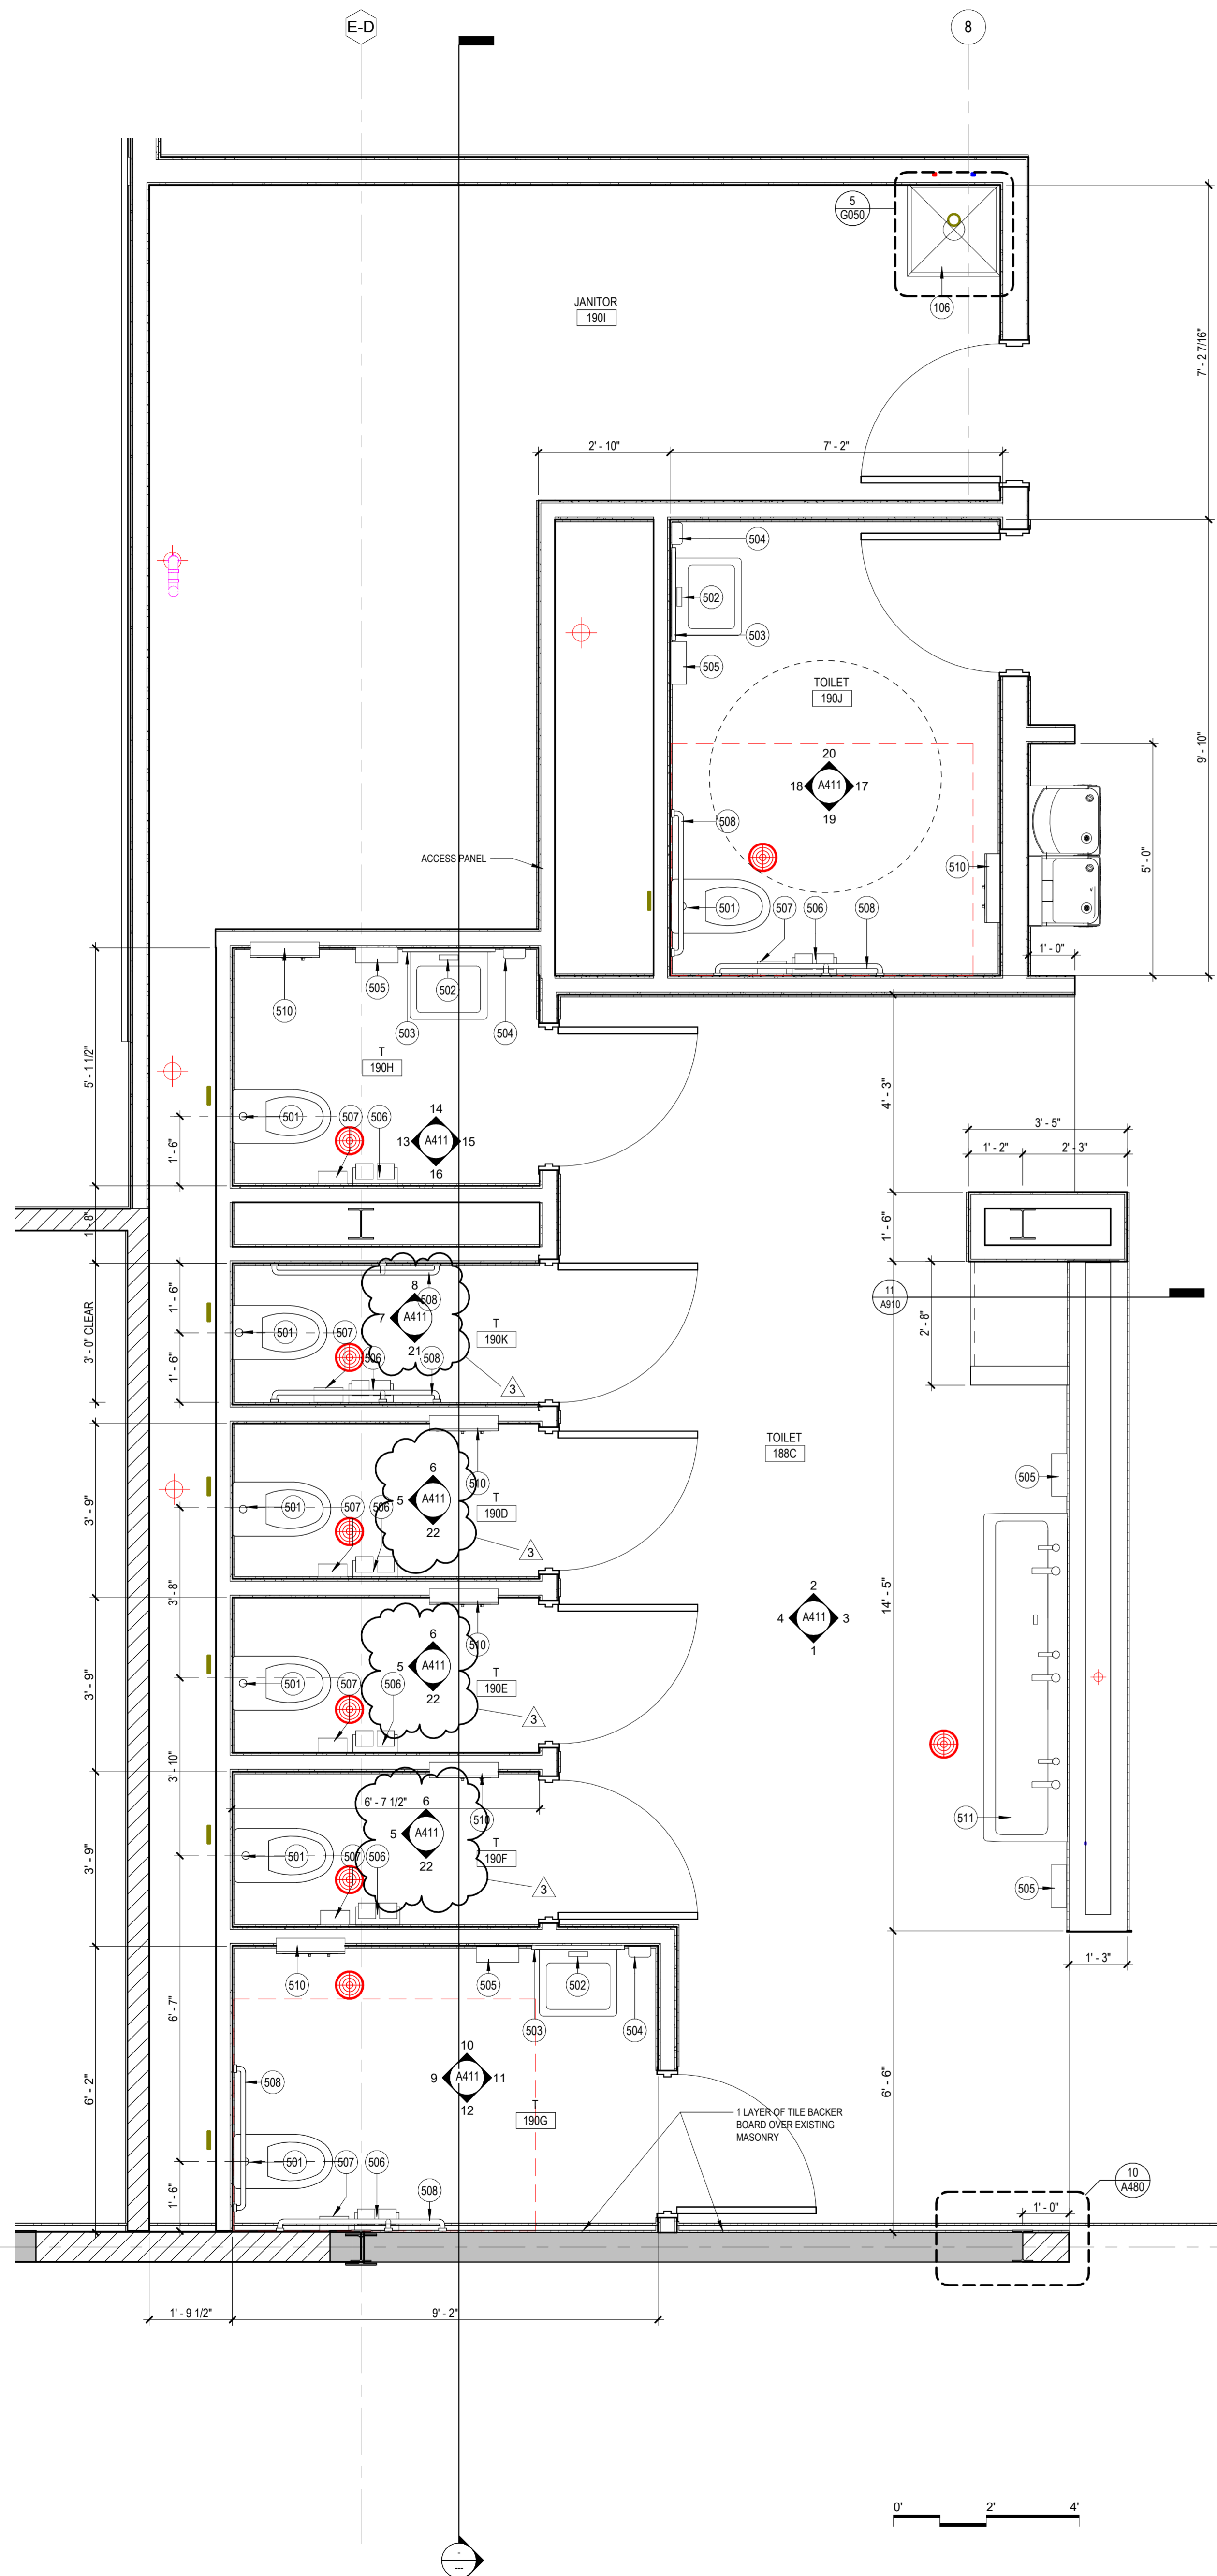 E-D
8
5
G050
106
JANITOR
190I
7' - 2 7/16"
2' - 10"
7' - 2"
504
502
503
505
TOILET
190J
20
18 A411 17
19
9' - 10"
508
ACCESS PANEL
510
5' - 0"
501
507
506
508
1' - 0"
505
502
510
503
504
5' - 1 1/2"
T
190H
4' - 3"
501
507
506
14
13 A411 15
16
1' - 6"
3' - 5"
1' - 2"
2' - 3"
1' - 8"
1' - 6"
8
508
7 A411
21
11
A910
501
507
T
190K
506
508
3' - 0" CLEAR
1' - 6"
1' - 6"
2' - 8"
3
TOILET
188C
6
510
505
5 A411
22
501
507
506
T
190D
3' - 9"
3
3' - 8"
14' - 5"
2
4 A411 3
1
6
510
5 A411
22
501
507
506
T
190E
3' - 9"
3
3' - 10"
6' - 7 1/2"
6
510
511
5 A411
22
501
507
506
T
190F
3' - 9"
3
505
1' - 3"
510
505
502
503
504
6' - 7"
10
9 A411 11
12
508
6' - 2"
6' - 6"
T
190G
1 LAYER OF TILE BACKER
BOARD OVER EXISTING
MASONRY
501
507
506
508
1' - 6"
10
A480
1' - 0"
1' - 9 1/2"
9' - 2"
0'
2'
4'
-
---